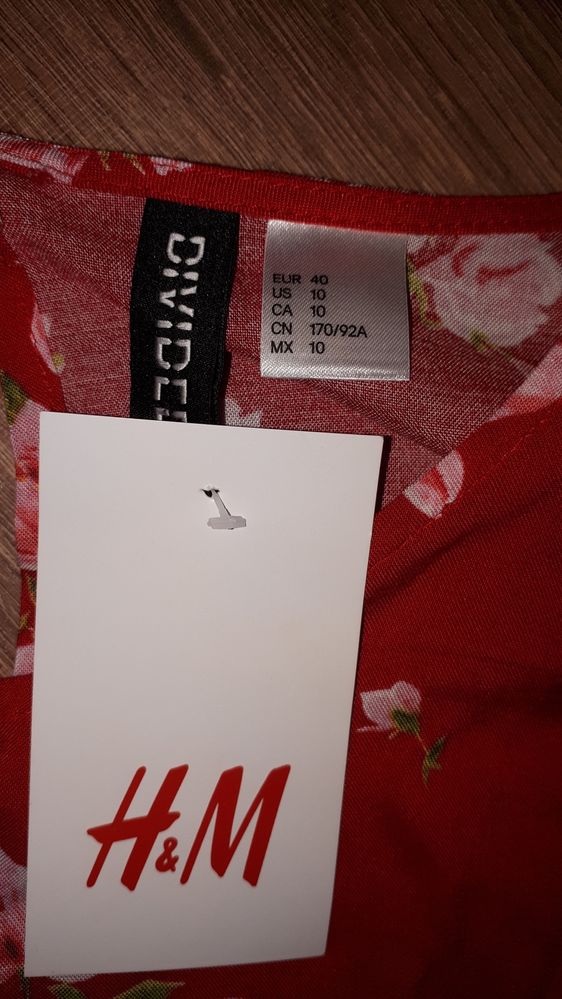 DIVIDED
EUR 40
US 10
CA 10
CN 170/92A
MX 10
H&M